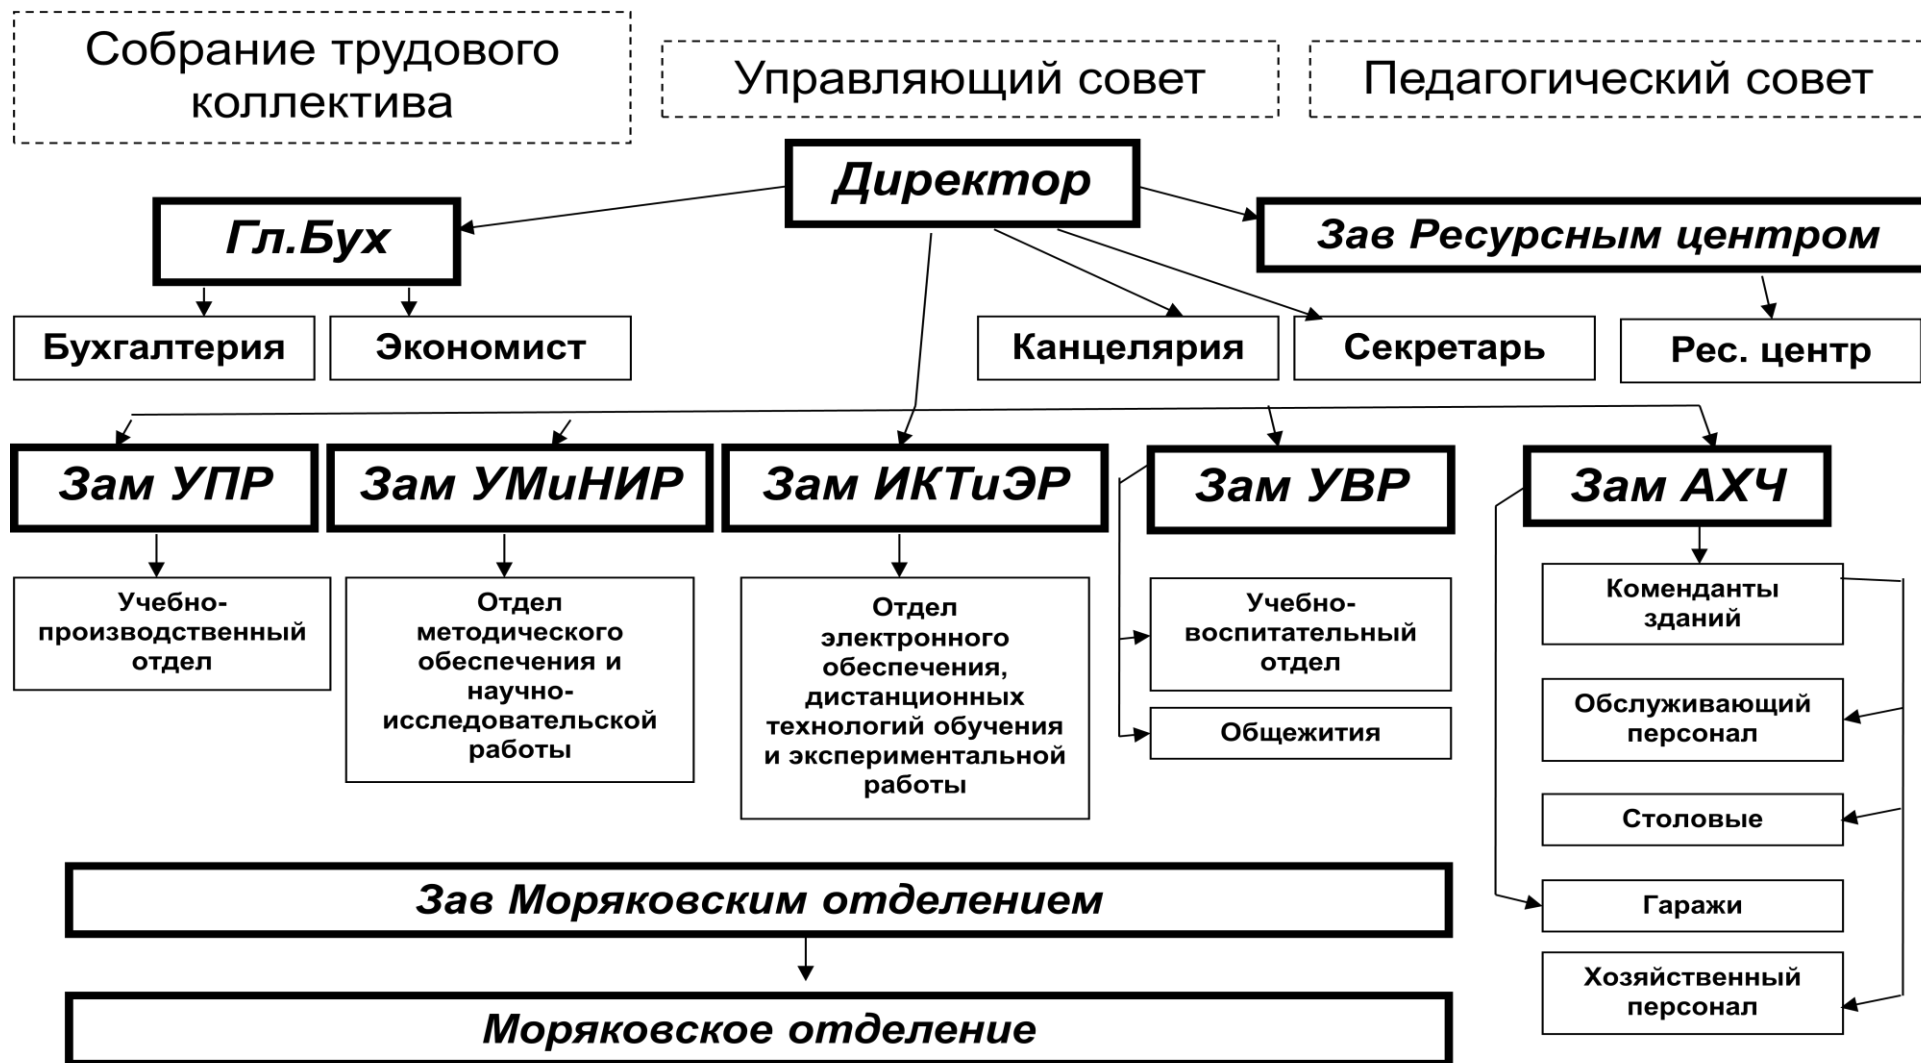 Собрание трудового
коллектива
Управляющий совет
Педагогический совет
Директор
Гл.Бух
Зав Ресурсным центром
Бухгалтерия
Экономист
Канцелярия
Секретарь
Рес. центр
Зам УПР
Зам УМиНИР
Зам ИКТиЭР
Зам УВР
Зам АХЧ
Учебно-
производственный
отдел
Отдел
методического
обеспечения и
научно-
исследовательской
работы
Отдел
электронного
обеспечения,
дистанционных
технологий обучения
и экспериментальной
работы
Учебно-
воспитательный
отдел
Общежития
Коменданты
зданий
Обслуживающий
персонал
Столовые
Гаражи
Хозяйственный
персонал
Зав Моряковским отделением
Моряковское отделение